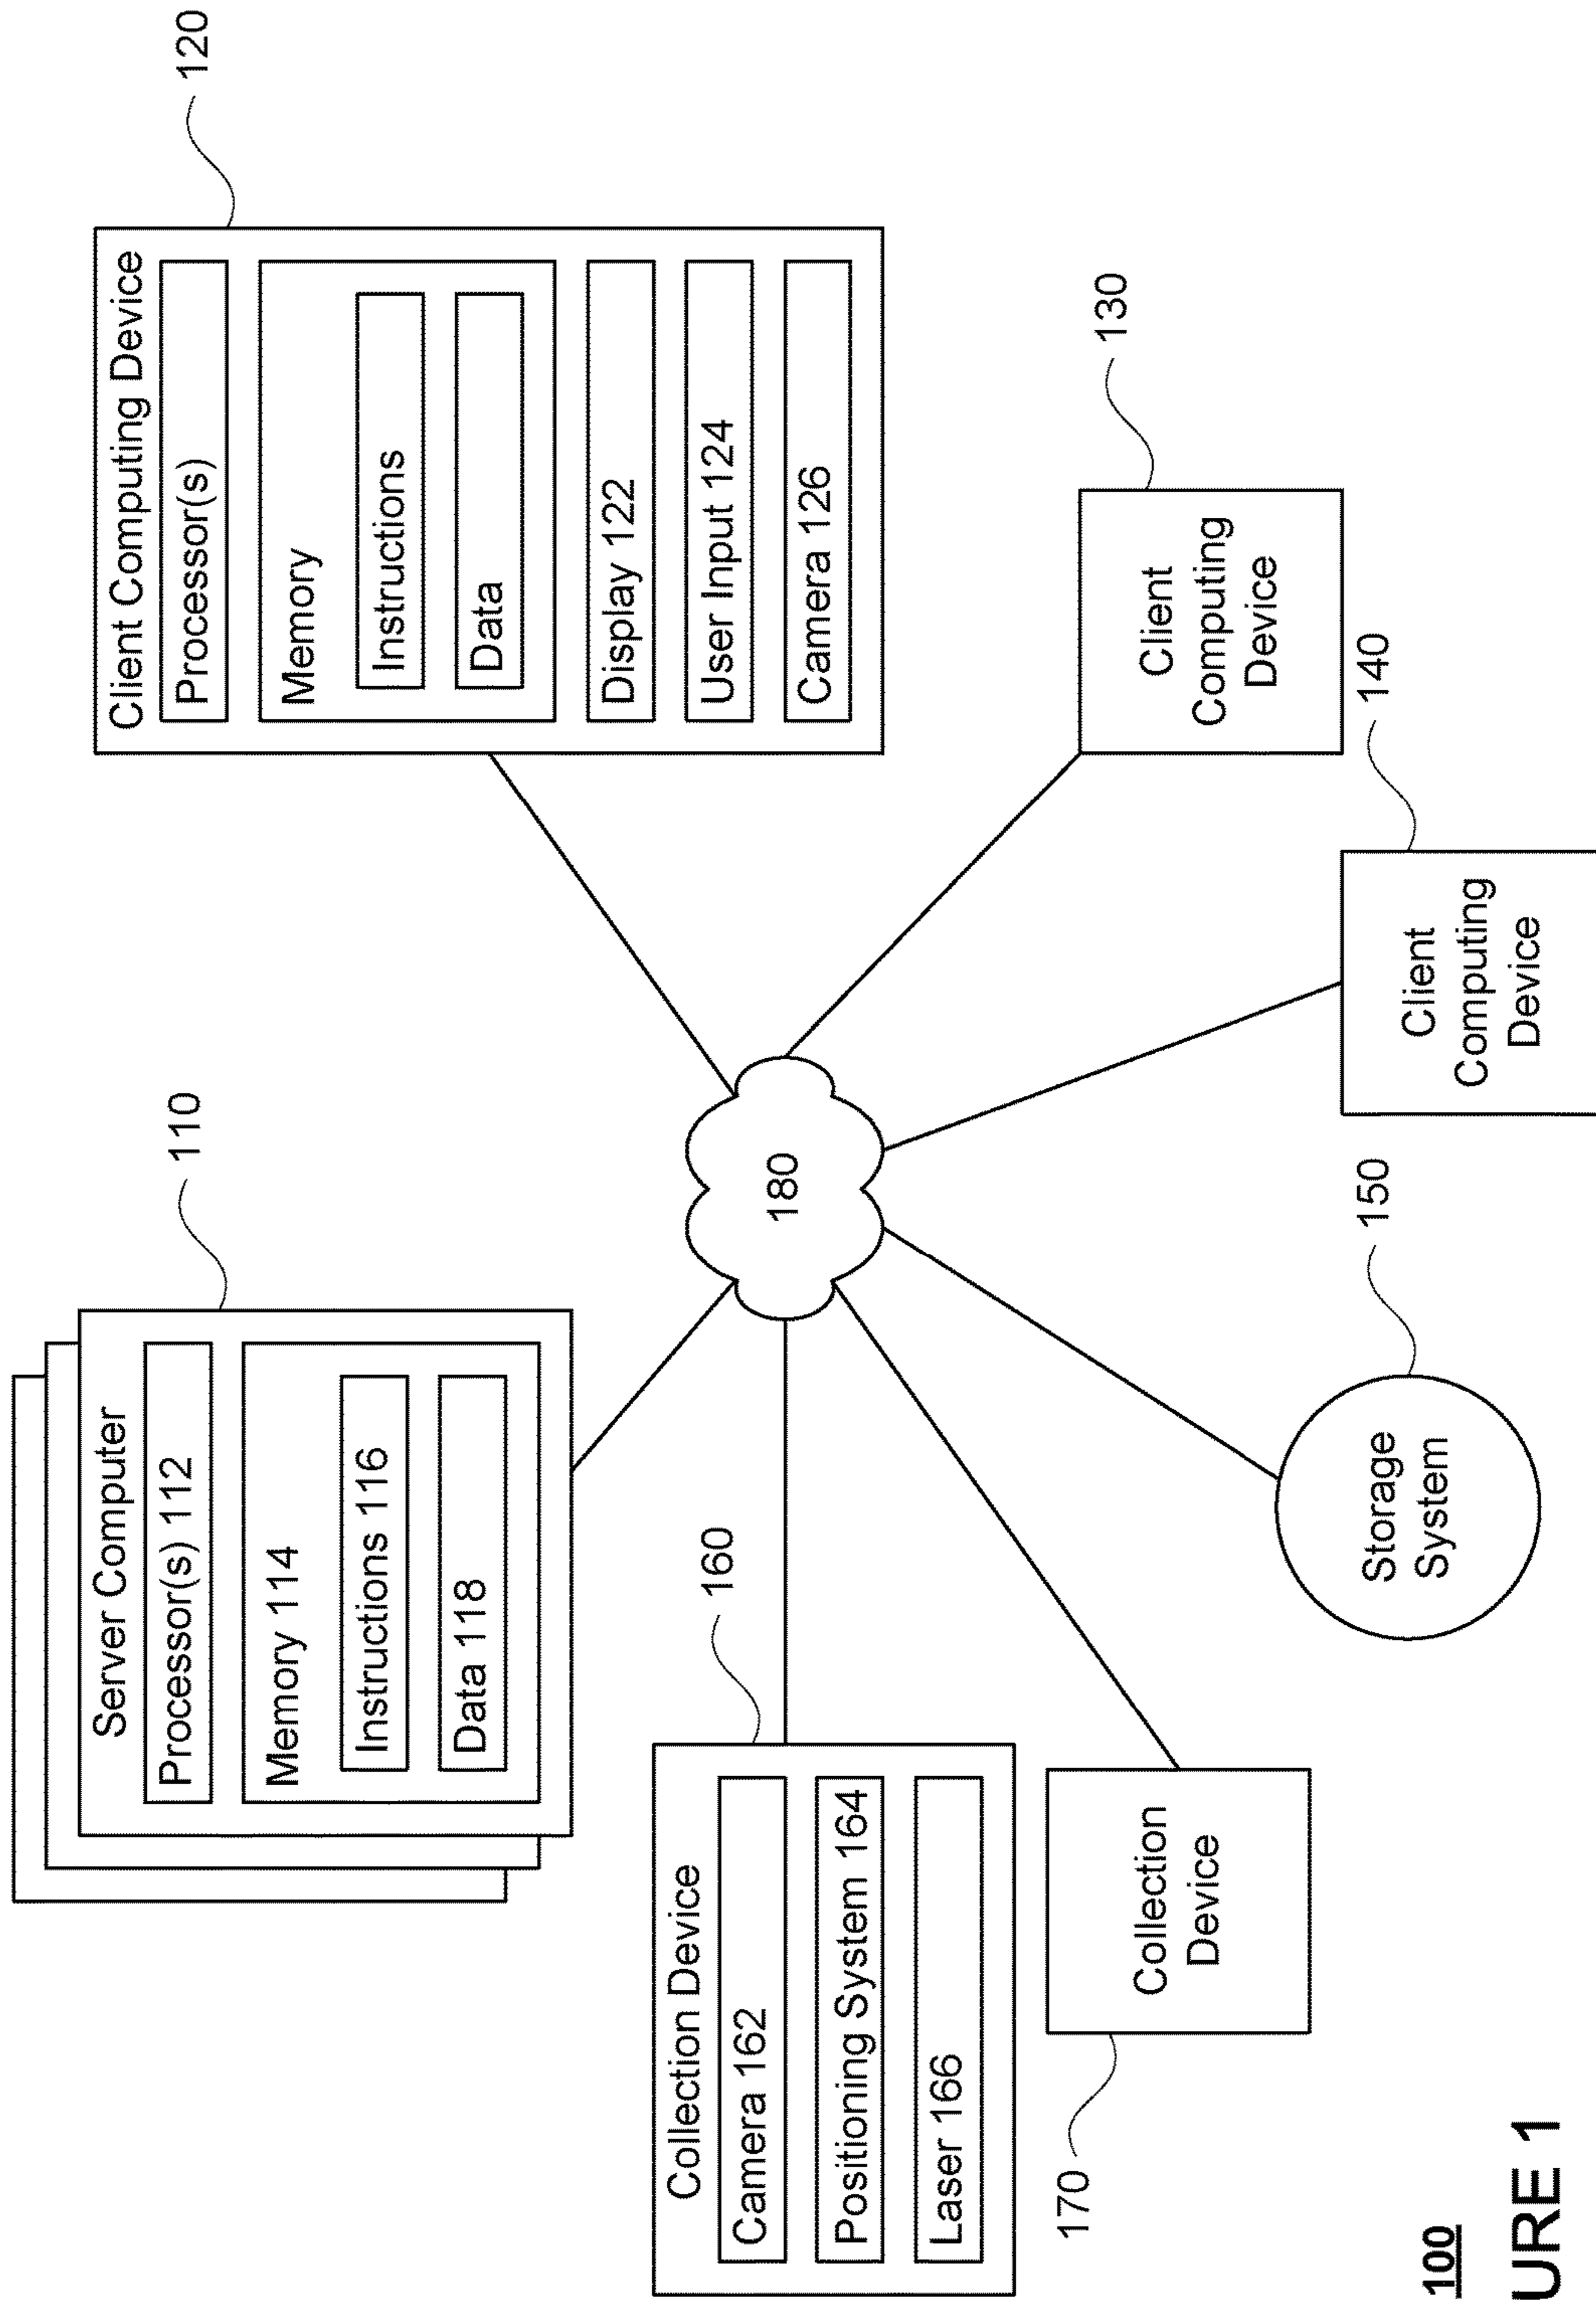 110
Server Computer
Processor(s) 112
Memory 114
Instructions 116
Data 118
120
Client Computing Device
Processor(s)
Memory
Instructions
Data
Display 122
User Input 124
Camera 126
160
Collection Device
Camera 162
Positioning System 164
Laser 166
180
130
Client
Computing
Device
170
Collection
Device
150
Storage
System
140
Client
Computing
Device
100
URE 1